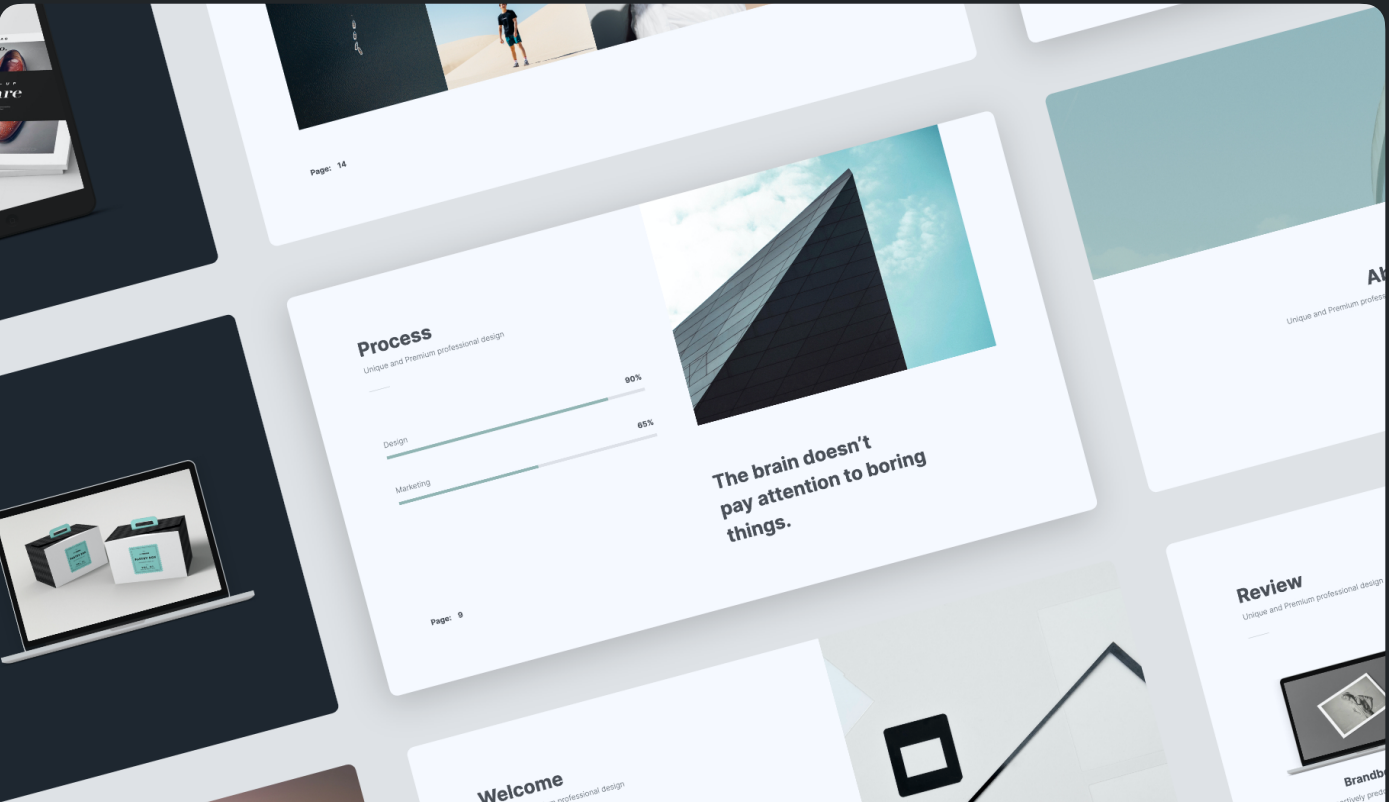 Page: 14
Process
Unique and Premium professional design
90%
Design
65%
Marketing
The brain doesn't
pay attention to boring
things.
Page: 9
Unique and Premium
Review
Unique and Premium professional design
Welcome
professional design